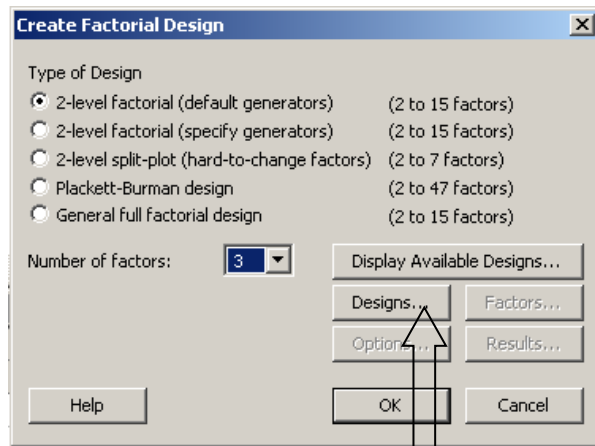 Create Factorial Design
Type of Design
2-level factorial (default generators) (2 to 15 factors)
2-level factorial (specify generators) (2 to 15 factors)
2-level split-plot (hard-to-change factors) (2 to 7 factors)
Plackett-Burman design (2 to 47 factors)
General full factorial design (2 to 15 factors)
Number of factors: 3 Display Available Designs...
Designs... Factors...
Options... Results...
Help OK Cancel